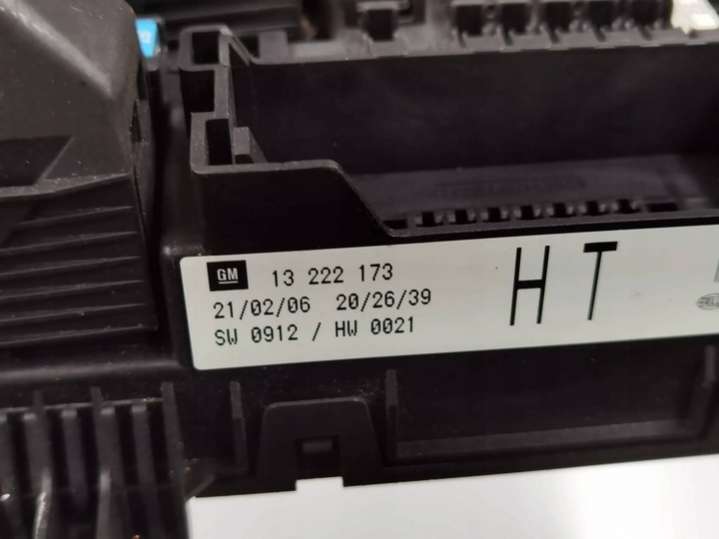 GM 13 222 173
21/02/06 20/26/39
SW 0912 / HW 0021
HT